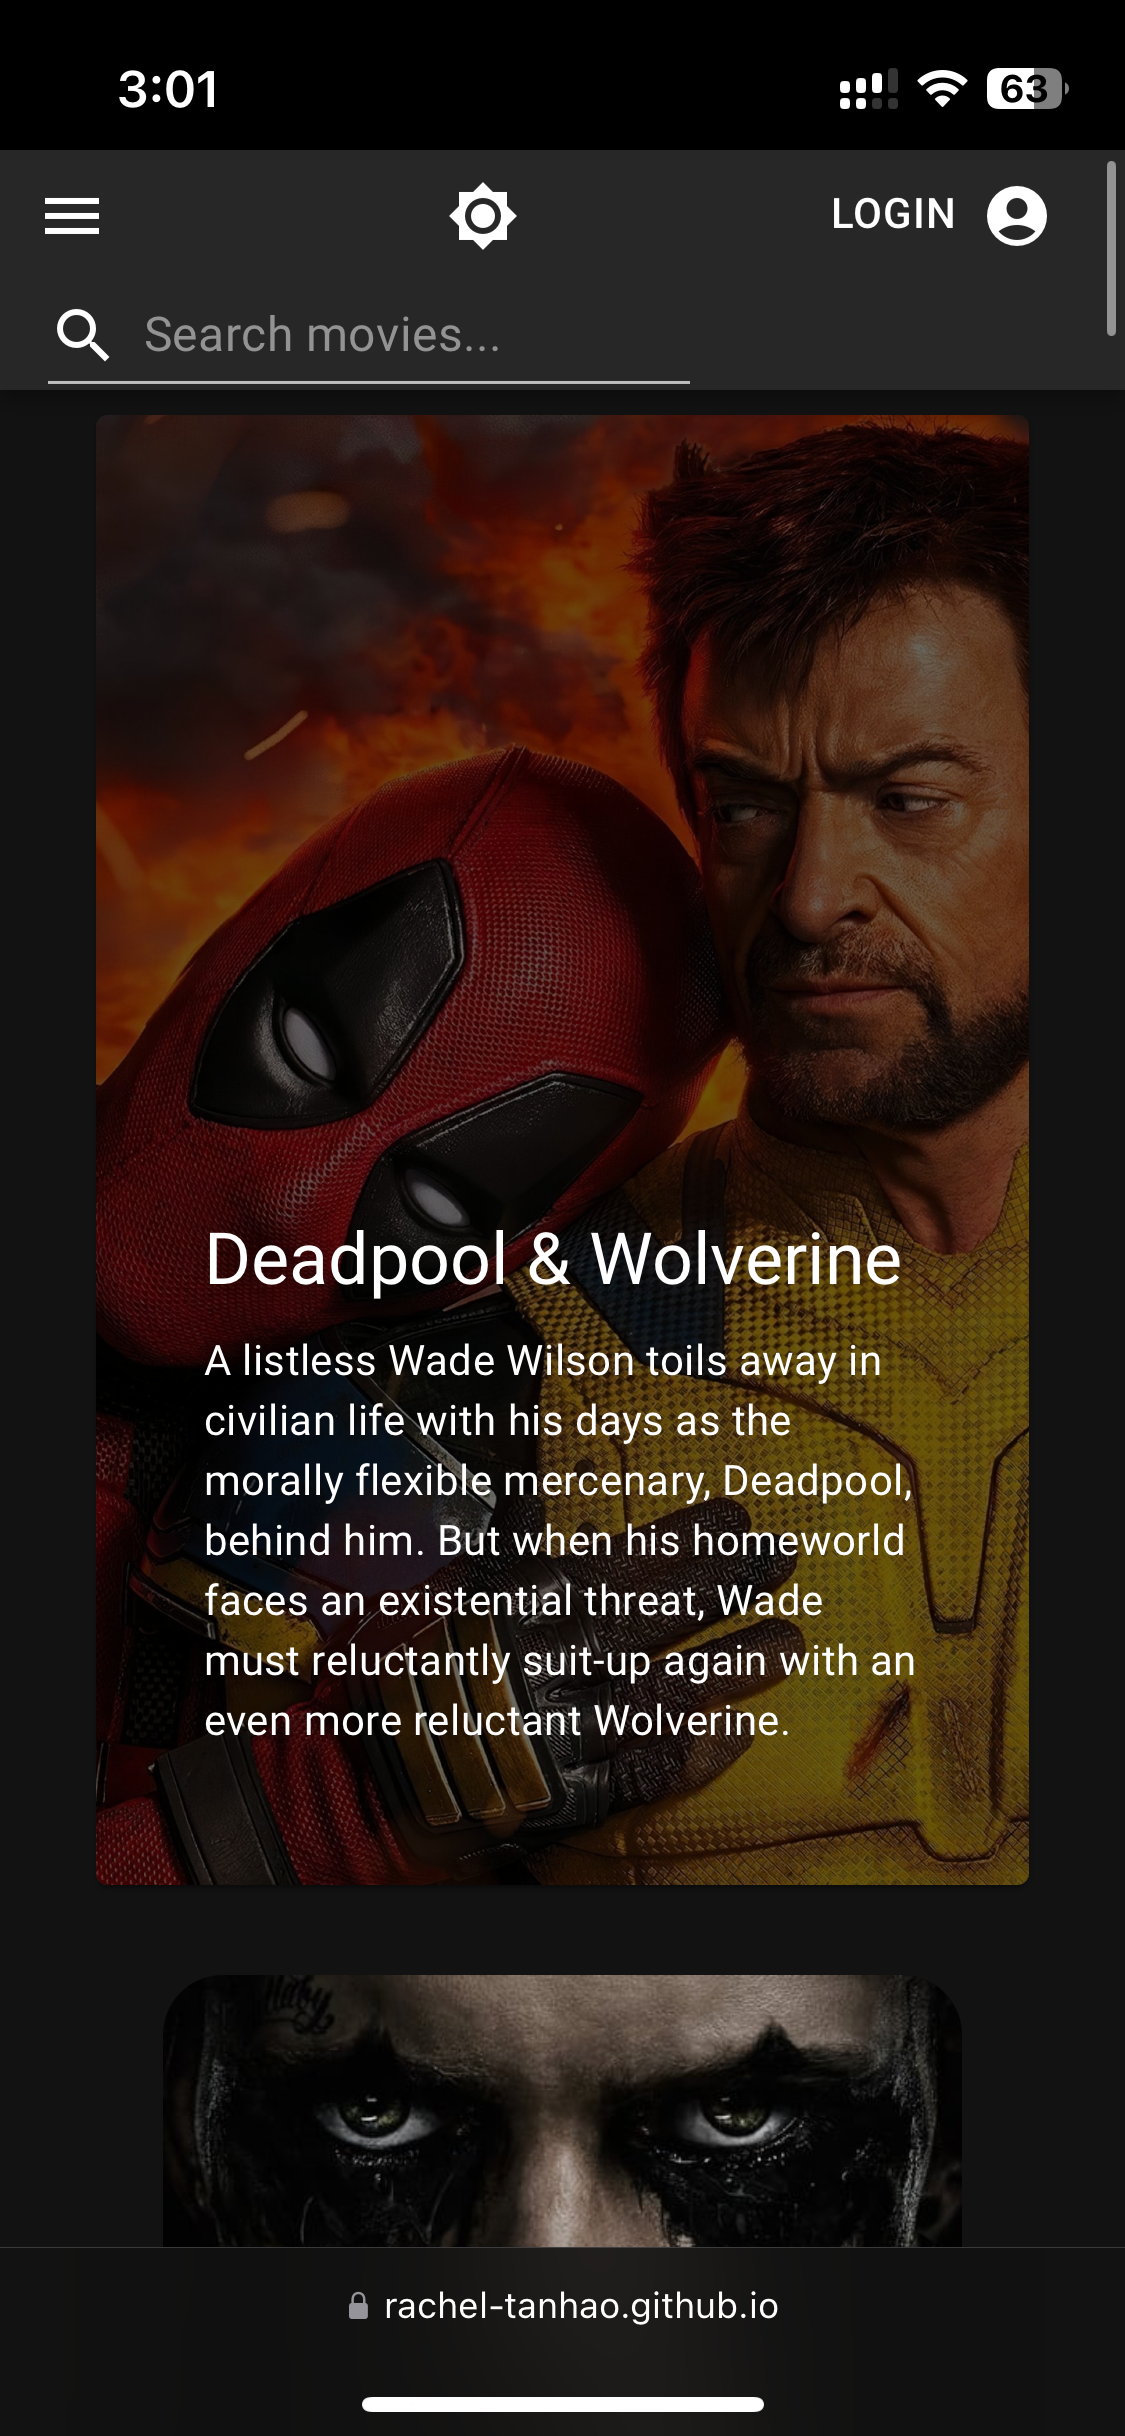 3:01
63
LOGIN
Search movies...
Deadpool & Wolverine
A listless Wade Wilson toils away in
civilian life with his days as the
morally flexible mercenary, Deadpool,
behind him. But when his homeworld
faces an existential threat, Wade
must reluctantly suit-up again with an
even more reluctant Wolverine.
rachel-tanhao.github.io